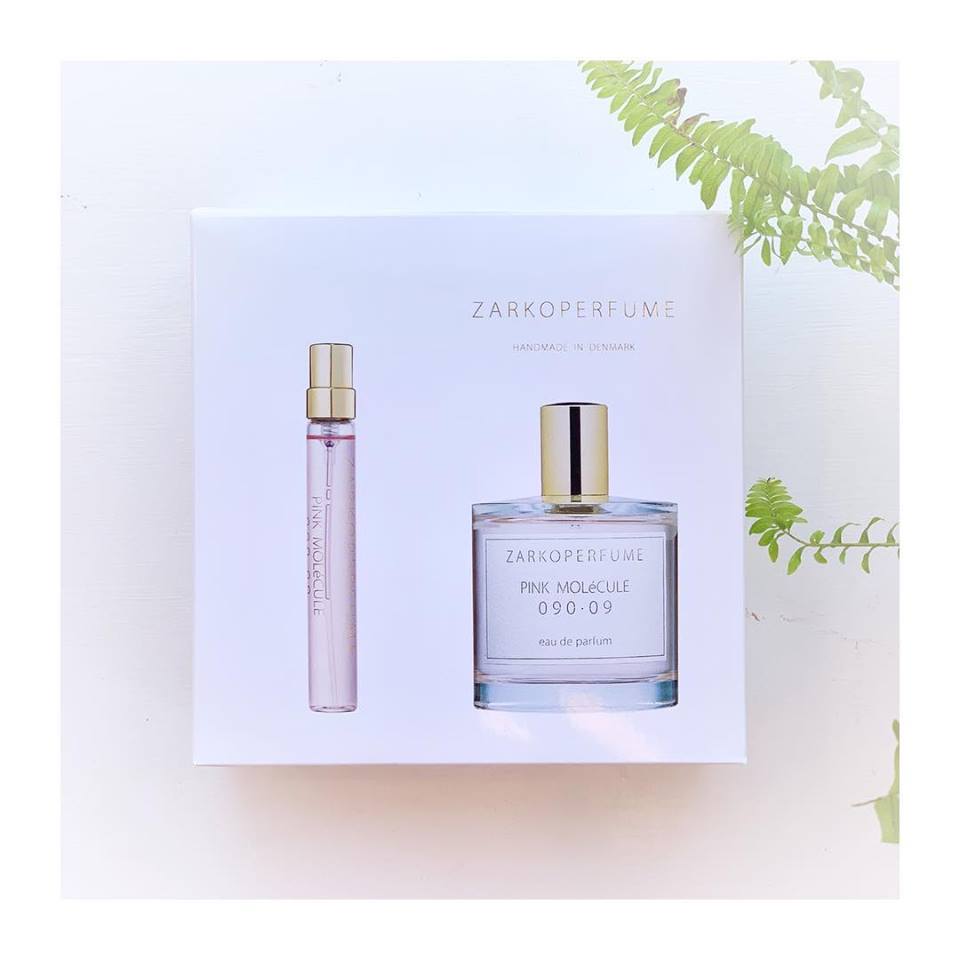 ZARKOPERFUME
HANDMADE IN DENMARK
PINK MOLéCULE
ZARKOPERFUME
PINK MOLéCULE
090·09
eau de parfum